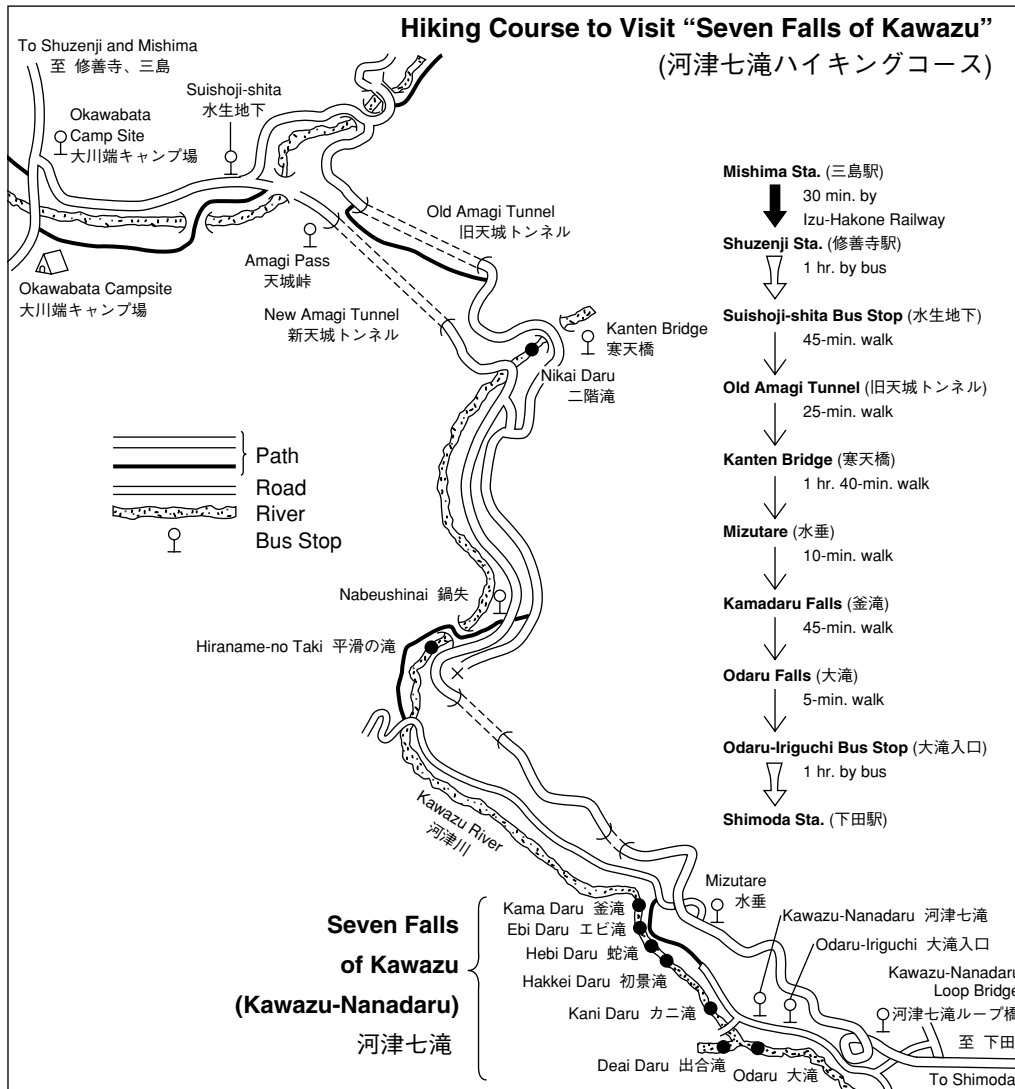 Hiking Course to Visit “Seven Falls of Kawazu”
(河津七滝ハイキングコース)
To Shuzenji and Mishima
至 修善寺、三島
Suishoji-shita
水生地下
Okawabata
Camp Site
大川端キャンプ場
Old Amagi Tunnel
旧天城トンネル
Amagi Pass
天城峠
Okawabata Campsite
大川端キャンプ場
New Amagi Tunnel
新天城トンネル
Kanten Bridge
寒天橋
Nikai Daru
二階滝
Path
Road
River
Bus Stop
Nabeushinai 鍋失
Hiraname-no Taki 平滑の滝
Kawazu River
河津川
Mishima Sta. (三島駅)
30 min. by
Izu-Hakone Railway
Shuzenji Sta. (修善寺駅)
1 hr. by bus
Suishoji-shita Bus Stop (水生地下)
45-min. walk
Old Amagi Tunnel (旧天城トンネル)
25-min. walk
Kanten Bridge (寒天橋)
1 hr. 40-min. walk
Mizutare (水垂)
10-min. walk
Kamadaru Falls (釜滝)
45-min. walk
Odaru Falls (大滝)
5-min. walk
Odaru-Iriguchi Bus Stop (大滝入口)
1 hr. by bus
Shimoda Sta. (下田駅)
Mizutare
水垂
Seven Falls
of Kawazu
(Kawazu-Nanadaru)
河津七滝
Kama Daru 釜滝
Ebi Daru エビ滝
Hebi Daru 蛇滝
Hakkei Daru 初景滝
Kani Daru カニ滝
Deai Daru 出合滝
Odaru 大滝
Kawazu-Nanadaru 河津七滝
Odaru-Iriguchi 大滝入口
Kawazu-Nanadaru
Loop Bridge
河津七滝ループ橋
至 下田
To Shimoda